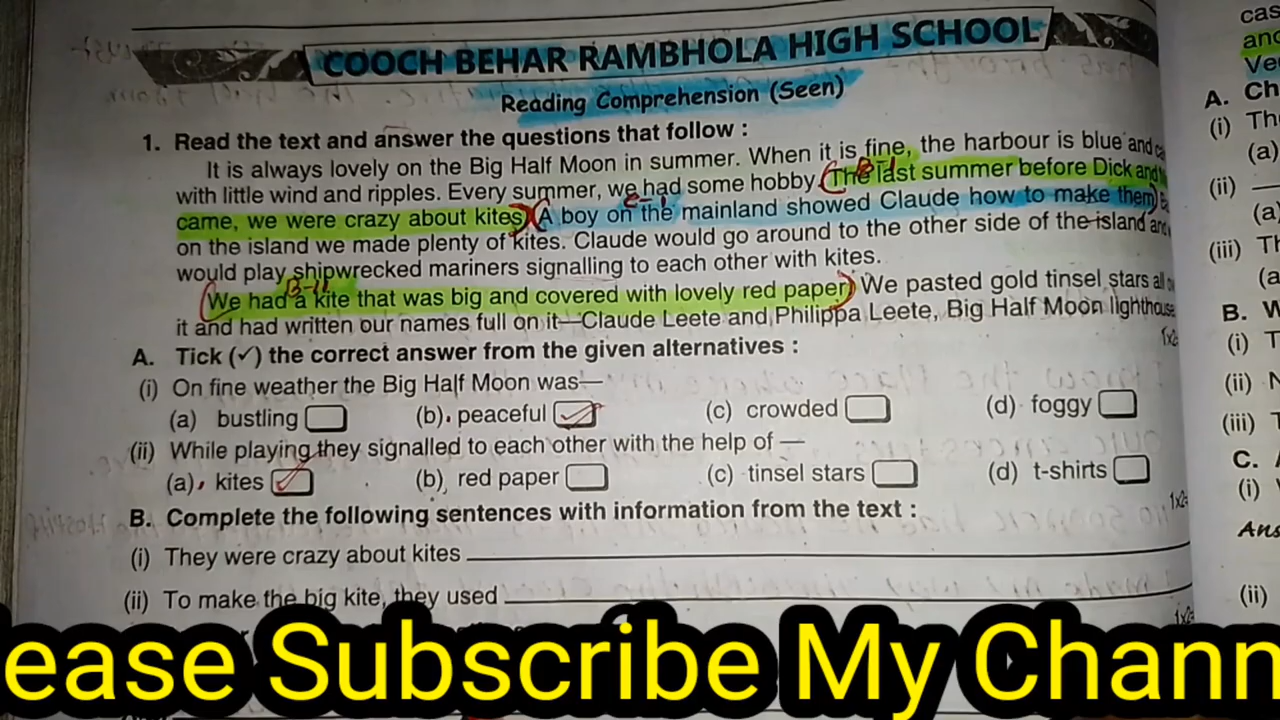 COOCH BEHAR RAMBHOLA HIGH SCHOOL
Reading Comprehension (Seen)
1. Read the text and answer the questions that follow :
It is always lovely on the Big Half Moon in summer. When it is fine, the harbour is blue and
with little wind and ripples. Every summer, we had some hobby. The last summer before Dick and
came, we were crazy about kites. A boy on the mainland showed Claude how to make them
on the island we made plenty of kites. Claude would go around to the other side of the island and
would play shipwrecked mariners signalling to each other with kites.
B-ii
We had a kite that was big and covered with lovely red paper. We pasted gold tinsel stars all
it and had written our names full on it—Claude Leete and Philippa Leete, Big Half Moon lighthouse
1x2
A. Tick (✓) the correct answer from the given alternatives :
(i) On fine weather the Big Half Moon was—
(a) bustling (b) peaceful ✓ (c) crowded (d) foggy
(ii) While playing they signalled to each other with the help of —
(a) kites ✓ (b) red paper (c) tinsel stars (d) t-shirts
1x2=
B. Complete the following sentences with information from the text :
(i) They were crazy about kites
(ii) To make the big kite, they used
1x2=
ease Subscribe My Chann
cas
and
Ve
A. Ch
(i) Th
(a)
(ii)
(a)
(iii) Th
(a
B. W
(i) T
(ii) N
(iii) T
C.
(i)
Ans
(ii)